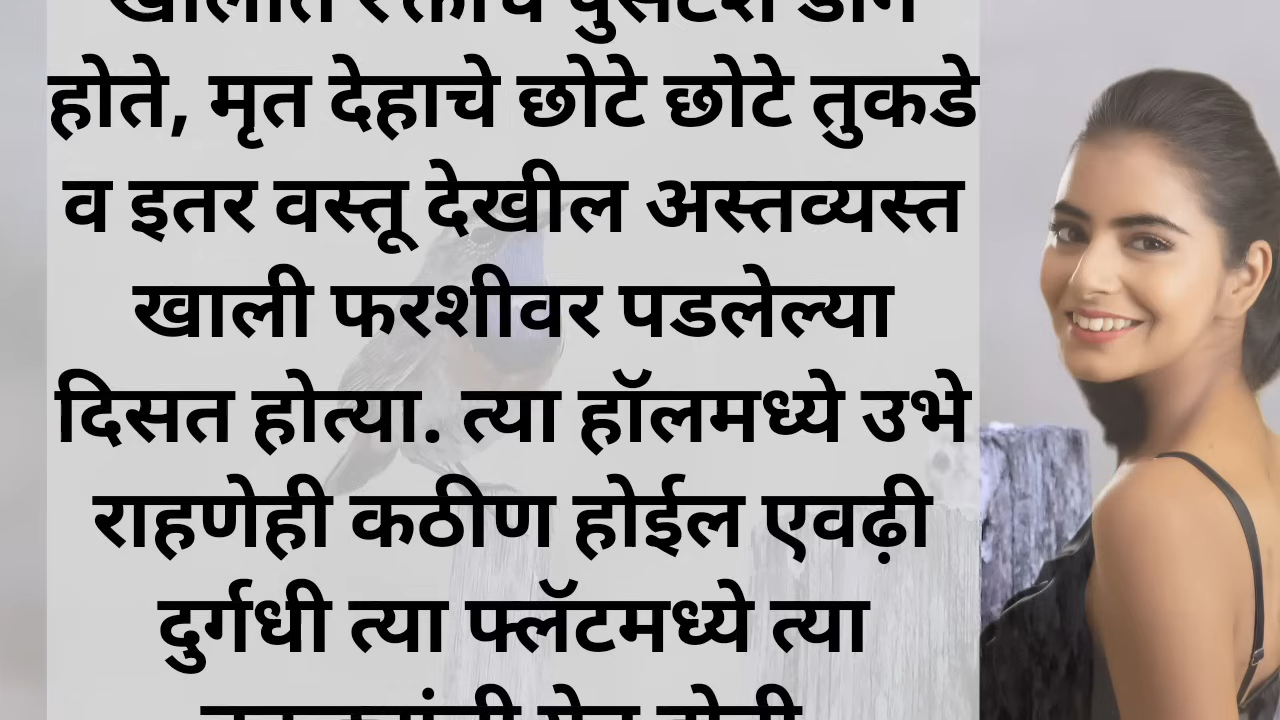 होते, मृत देहाचे छोटे छोटे तुकडे
व इतर वस्तू देखील अस्तव्यस्त
खाली फरशीवर पडलेल्या
दिसत होत्या. त्या हॉलमध्ये उभे
राहणेही कठीण होईल एवढ़ी
दुर्गधी त्या फ्लॅटमध्ये त्या